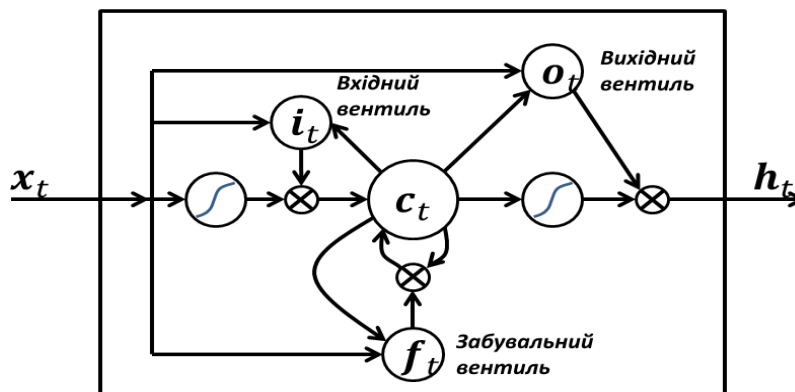 o_t
Вихідний
вентиль
Вхідний
вентиль
i_t
x_t
c_t
h_t
f_t
Забувальний
вентиль